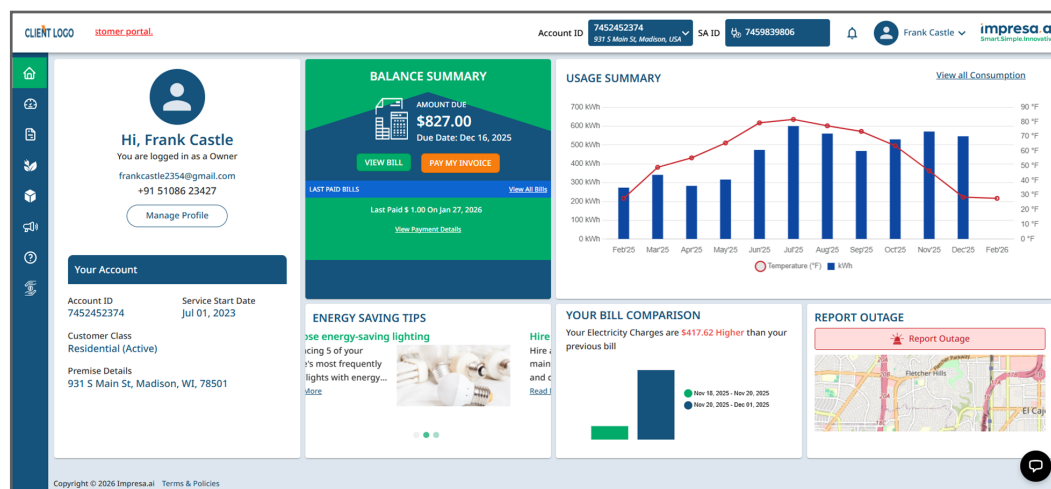 CLIENT LOGO
stomer portal.
Account ID
7452452374
931 S Main St, Madison, USA
SA ID
7459839806
Frank Castle
impresa.a
Smart.Simple.Innovativ
Hi, Frank Castle
You are logged in as a Owner
frankcastle2354@gmail.com
+91 51086 23427
Manage Profile
Your Account
Account ID
7452452374
Service Start Date
Jul 01, 2023
Customer Class
Residential (Active)
Premise Details
931 S Main St, Madison, WI, 78501
BALANCE SUMMARY
AMOUNT DUE
$827.00
Due Date: Dec 16, 2025
VIEW BILL
PAY MY INVOICE
LAST PAID BILLS
View All Bills
Last Paid $ 1.00 On Jan 27, 2026
View Payment Details
USAGE SUMMARY
View all Consumption
700 kWh
600 kWh
500 kWh
400 kWh
300 kWh
200 kWh
100 kWh
0 kWh
90 °F
80 °F
70 °F
60 °F
50 °F
40 °F
30 °F
20 °F
10 °F
0 °F
Feb'25 Mar'25 Apr'25 May'25 Jun'25 Jul'25 Aug'25 Sep'25 Oct'25 Nov'25 Dec'25 Feb'26
Temperature (°F) kWh
ENERGY SAVING TIPS
ose energy-saving lighting
cing 5 of your
e's most frequently
lights with energy...
More
Hire
Hire a
main
and c
Read
YOUR BILL COMPARISON
Your Electricity Charges are $417.62 Higher than your
previous bill
Nov 18, 2025 - Nov 20, 2025
Nov 20, 2025 - Dec 01, 2025
REPORT OUTAGE
Report Outage
Fletcher Hills
El Caj
Copyright © 2026 Impresa.ai Terms & Policies